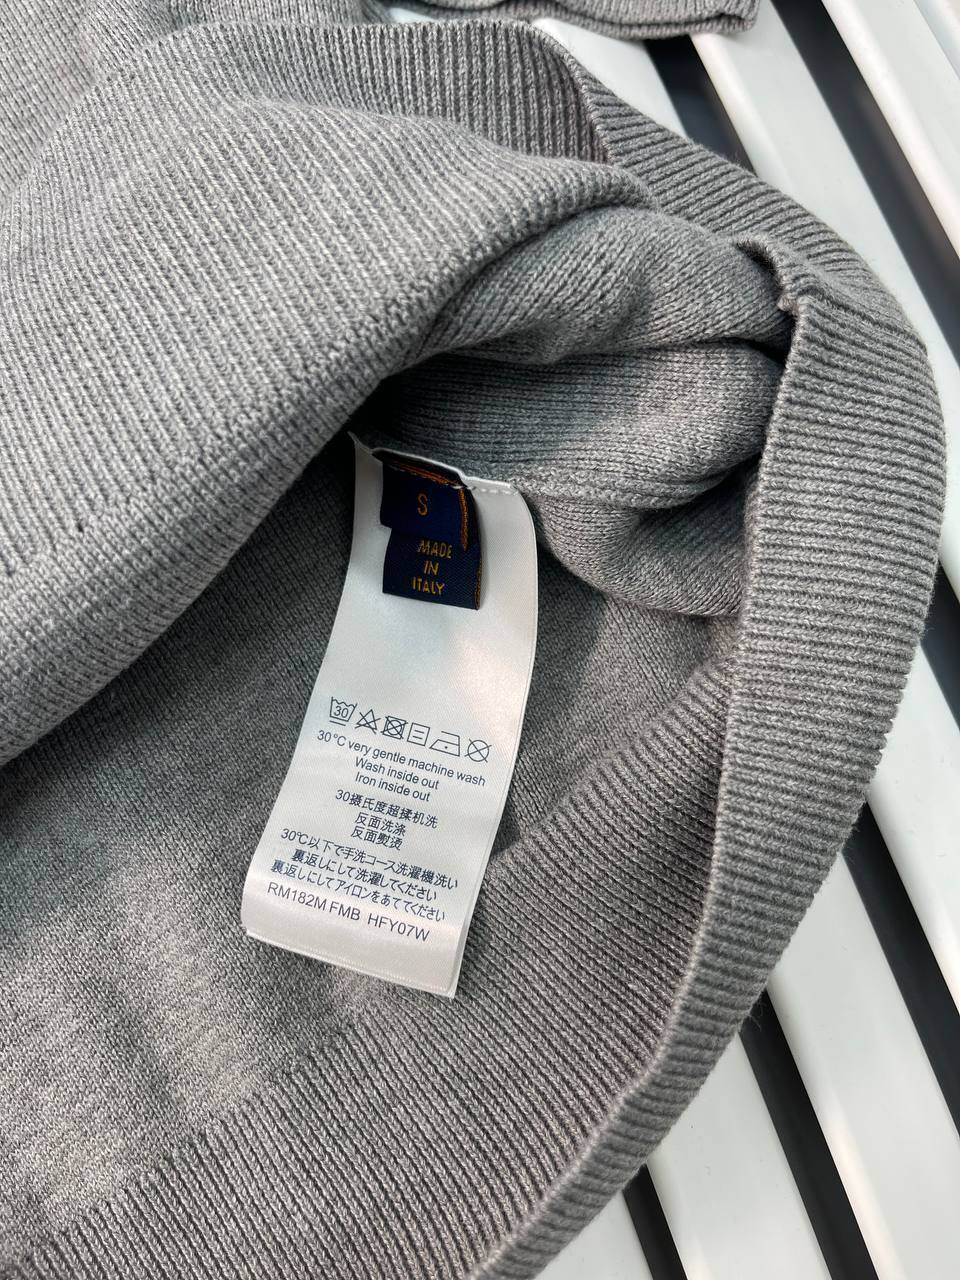 S
MADE
IN
ITALY
30
30°C very gentle machine wash
Wash inside out
Iron inside out
30摄氏度超揉机洗
反面洗涤
反面熨烫
30℃以下で手洗コース洗濯機洗い
裏返しにして洗濯してください
裏返しにしてアイロンをあててください
RM182M FMB HFY07W